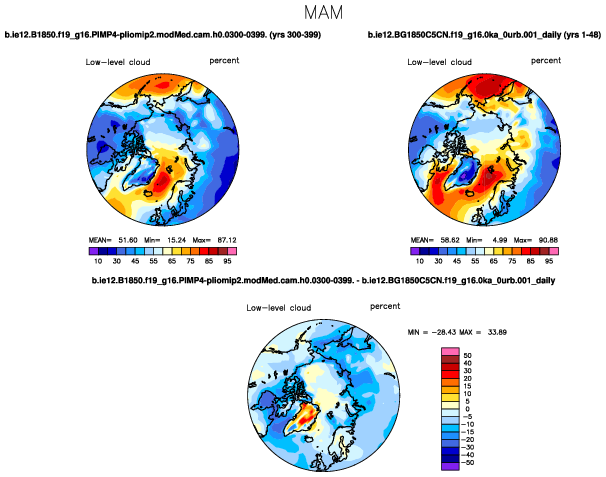 MAM
b.ie12.B1850.f19_g16.PIMP4-pliomip2.modMed.cam.h0.0300-0399. (yrs 300-399)
b.ie12.BG1850C5CN.f19_g16.0ka_0urb.001_daily (yrs 1-48)
Low-level cloud percent
Low-level cloud percent
MEAN= 51.60 Min= 15.24 Max= 87.12
MEAN= 58.62 Min= 4.99 Max= 90.88
10 30 45 55 70 85 95
10 30 45 55 70 85 95
b.ie12.B1850.f19_g16.PIMP4-pliomip2.modMed.cam.h0.0300-0399. - b.ie12.BG1850C5CN.f19_g16.0ka_0urb.001_daily
Low-level cloud percent
MIN = -28.43 MAX = 33.89
50
40
30
20
15
10
5
0
-5
-10
-15
-20
-30
-40
-50